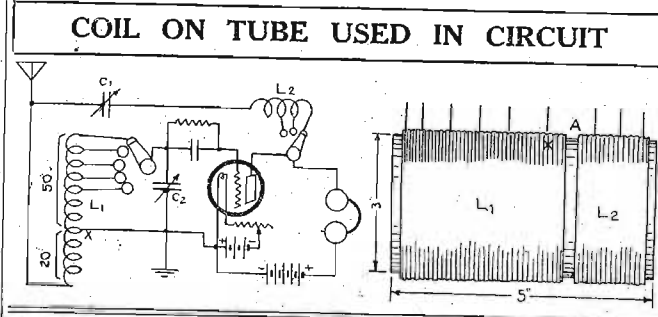 COIL ON TUBE USED IN CIRCUIT
C1
L2
A
X
50
C2
3"
L1
L1
L2
X
20
+
-
-
+
5"